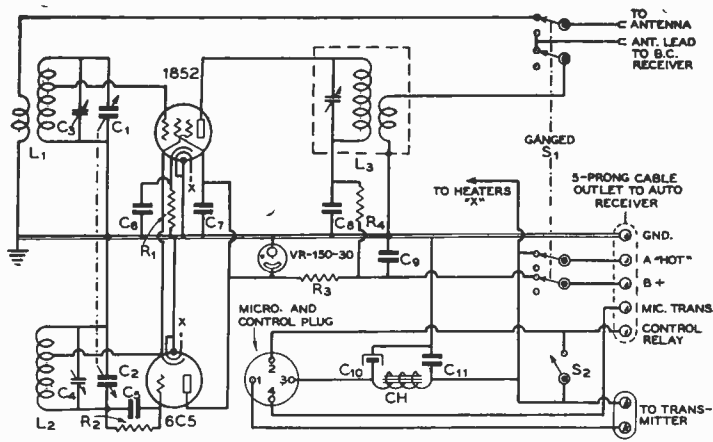 TO
ANTENNA
ANT. LEAD
TO B.C.
RECEIVER
1852
C3
C1
L1
X
L3
GANGED
S1
5-PRONG CABLE
OUTLET TO AUTO
RECEIVER
TO HEATERS
"X"
C6
R1
C7
C8
R4
GND.
VR-150-30
C9
A "HOT"
R3
B+
MICRO. AND
CONTROL PLUG
MIC. TRANS
CONTROL
RELAY
X
2
1
3
4
C10
C11
CH
S2
C4
C2
C5
L2
R2
6C5
TO TRANS-
MITTER